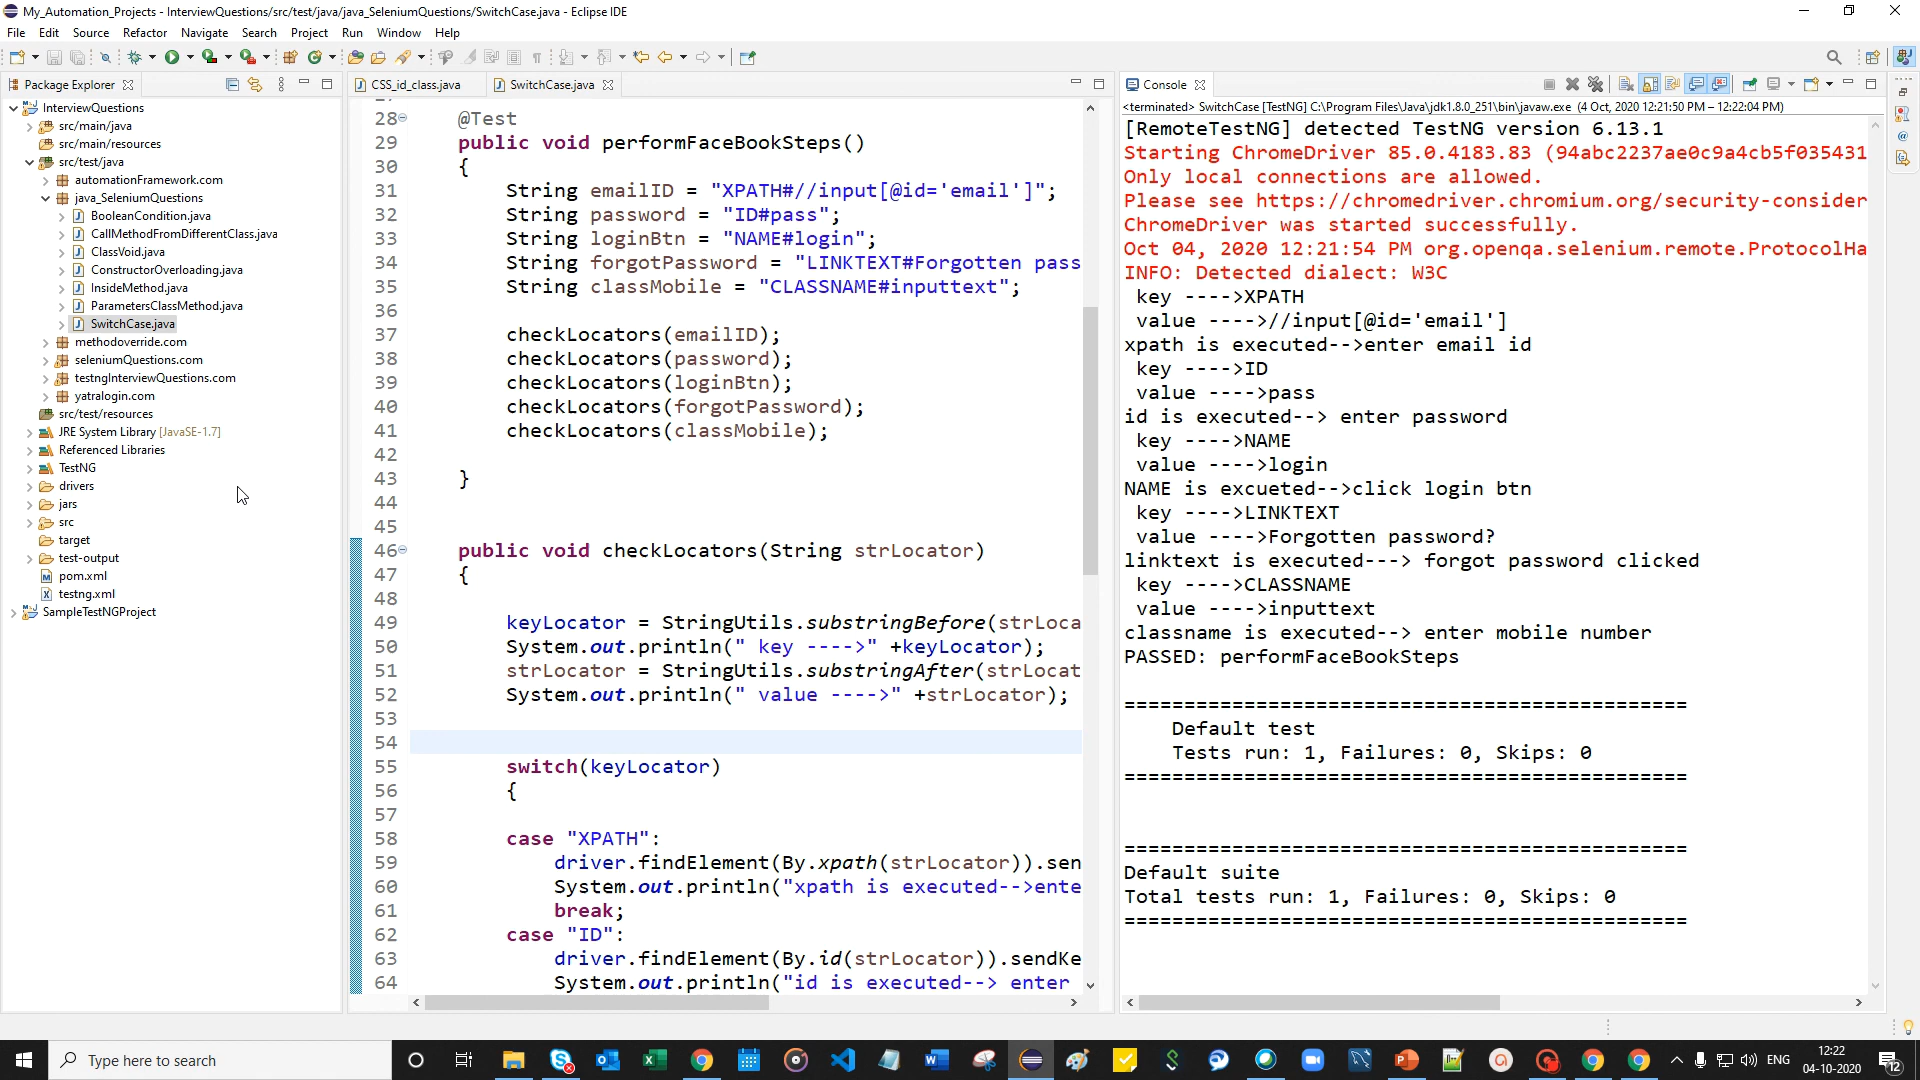 My_Automation_Projects - InterviewQuestions/src/test/java/java_SeleniumQuestions/SwitchCase.java - Eclipse IDE
File Edit Source Refactor Navigate Search Project Run Window Help
Package Explorer
InterviewQuestions
src/main/java
src/main/resources
src/test/java
automationFramework.com
java_SeleniumQuestions
BooleanCondition.java
CallMethodFromDifferentClass.java
ClassVoid.java
ConstructorOverloading.java
InsideMethod.java
ParametersClassMethod.java
SwitchCase.java
methodoverride.com
seleniumQuestions.com
testngInterviewQuestions.com
yatralogin.com
src/test/resources
JRE System Library [JavaSE-1.7]
Referenced Libraries
TestNG
drivers
jars
src
target
test-output
pom.xml
testng.xml
SampleTestNGProject
CSS_id_class.java SwitchCase.java
28 @Test
29 public void performFaceBookSteps()
30 {
31 String emailID = "XPATH#//input[@id='email']";
32 String password = "ID#pass";
33 String loginBtn = "NAME#login";
34 String forgotPassword = "LINKTEXT#Forgotten pass
35 String classMobile = "CLASSNAME#inputtext";
36
37 checkLocators(emailID);
38 checkLocators(password);
39 checkLocators(loginBtn);
40 checkLocators(forgotPassword);
41 checkLocators(classMobile);
42
43 }
44
45
46 public void checkLocators(String strLocator)
47 {
48
49 keyLocator = StringUtils.substringBefore(strLoca
50 System.out.println(" key ---->" +keyLocator);
51 strLocator = StringUtils.substringAfter(strLocat
52 System.out.println(" value ---->" +strLocator);
53
54
55 switch(keyLocator)
56 {
57
58 case "XPATH":
59 driver.findElement(By.xpath(strLocator)).sen
60 System.out.println("xpath is executed-->ente
61 break;
62 case "ID":
63 driver.findElement(By.id(strLocator)).sendKe
64 System.out.println("id is executed--> enter
Console
<terminated> SwitchCase [TestNG] C:\Program Files\Java\jdk1.8.0_251\bin\javaw.exe (4 Oct, 2020 12:21:50 PM – 12:22:04 PM)
[RemoteTestNG] detected TestNG version 6.13.1
Starting ChromeDriver 85.0.4183.83 (94abc2237ae0c9a4cb5f035431
Only local connections are allowed.
Please see https://chromedriver.chromium.org/security-consider
ChromeDriver was started successfully.
Oct 04, 2020 12:21:54 PM org.openqa.selenium.remote.ProtocolHa
INFO: Detected dialect: W3C
key ---->XPATH
value ---->//input[@id='email']
xpath is executed-->enter email id
key ---->ID
value ---->pass
id is executed--> enter password
key ---->NAME
value ---->login
NAME is excueted-->click login btn
key ---->LINKTEXT
value ---->Forgotten password?
linktext is executed---> forgot password clicked
key ---->CLASSNAME
value ---->inputtext
classname is executed--> enter mobile number
PASSED: performFaceBookSteps
===============================================
Default test
Tests run: 1, Failures: 0, Skips: 0
===============================================
===============================================
Default suite
Total tests run: 1, Failures: 0, Skips: 0
===============================================
Type here to search
ENG
12:22
04-10-2020
12